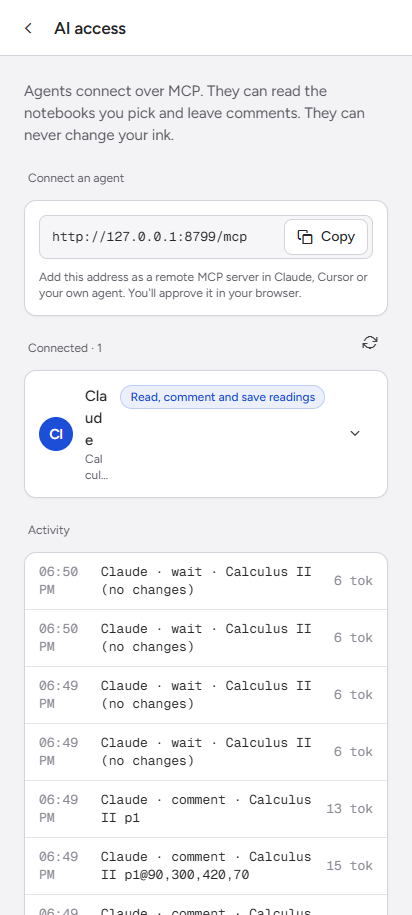 AI access
Agents connect over MCP. They can read the
notebooks you pick and leave comments. They can
never change your ink.
Connect an agent
http://127.0.0.1:8799/mcp
Copy
Add this address as a remote MCP server in Claude, Cursor or
your own agent. You'll approve it in your browser.
Connected · 1
Cl
Cla
ud
e
Cal
cul...
Read, comment and save readings
Activity
06:50 PM
Claude · wait · Calculus II
(no changes)
6 tok
06:50 PM
Claude · wait · Calculus II
(no changes)
6 tok
06:49 PM
Claude · wait · Calculus II
(no changes)
6 tok
06:49 PM
Claude · wait · Calculus II
(no changes)
6 tok
06:49 PM
Claude · comment · Calculus
II p1
13 tok
06:49 PM
Claude · comment · Calculus
II p1@90,300,420,70
15 tok
06:49
Claude · comment · Calculus